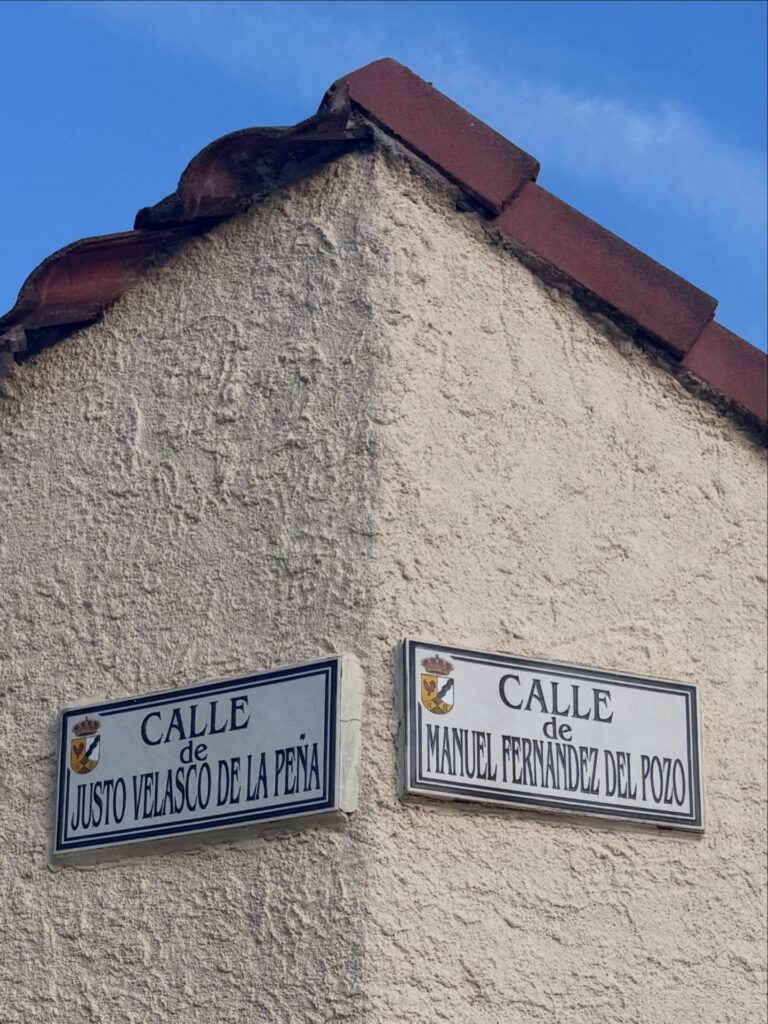 CALLE
de
JUSTO VELASCO DE LA PEÑA
CALLE
de
MANUEL FERNANDEZ DEL POZO